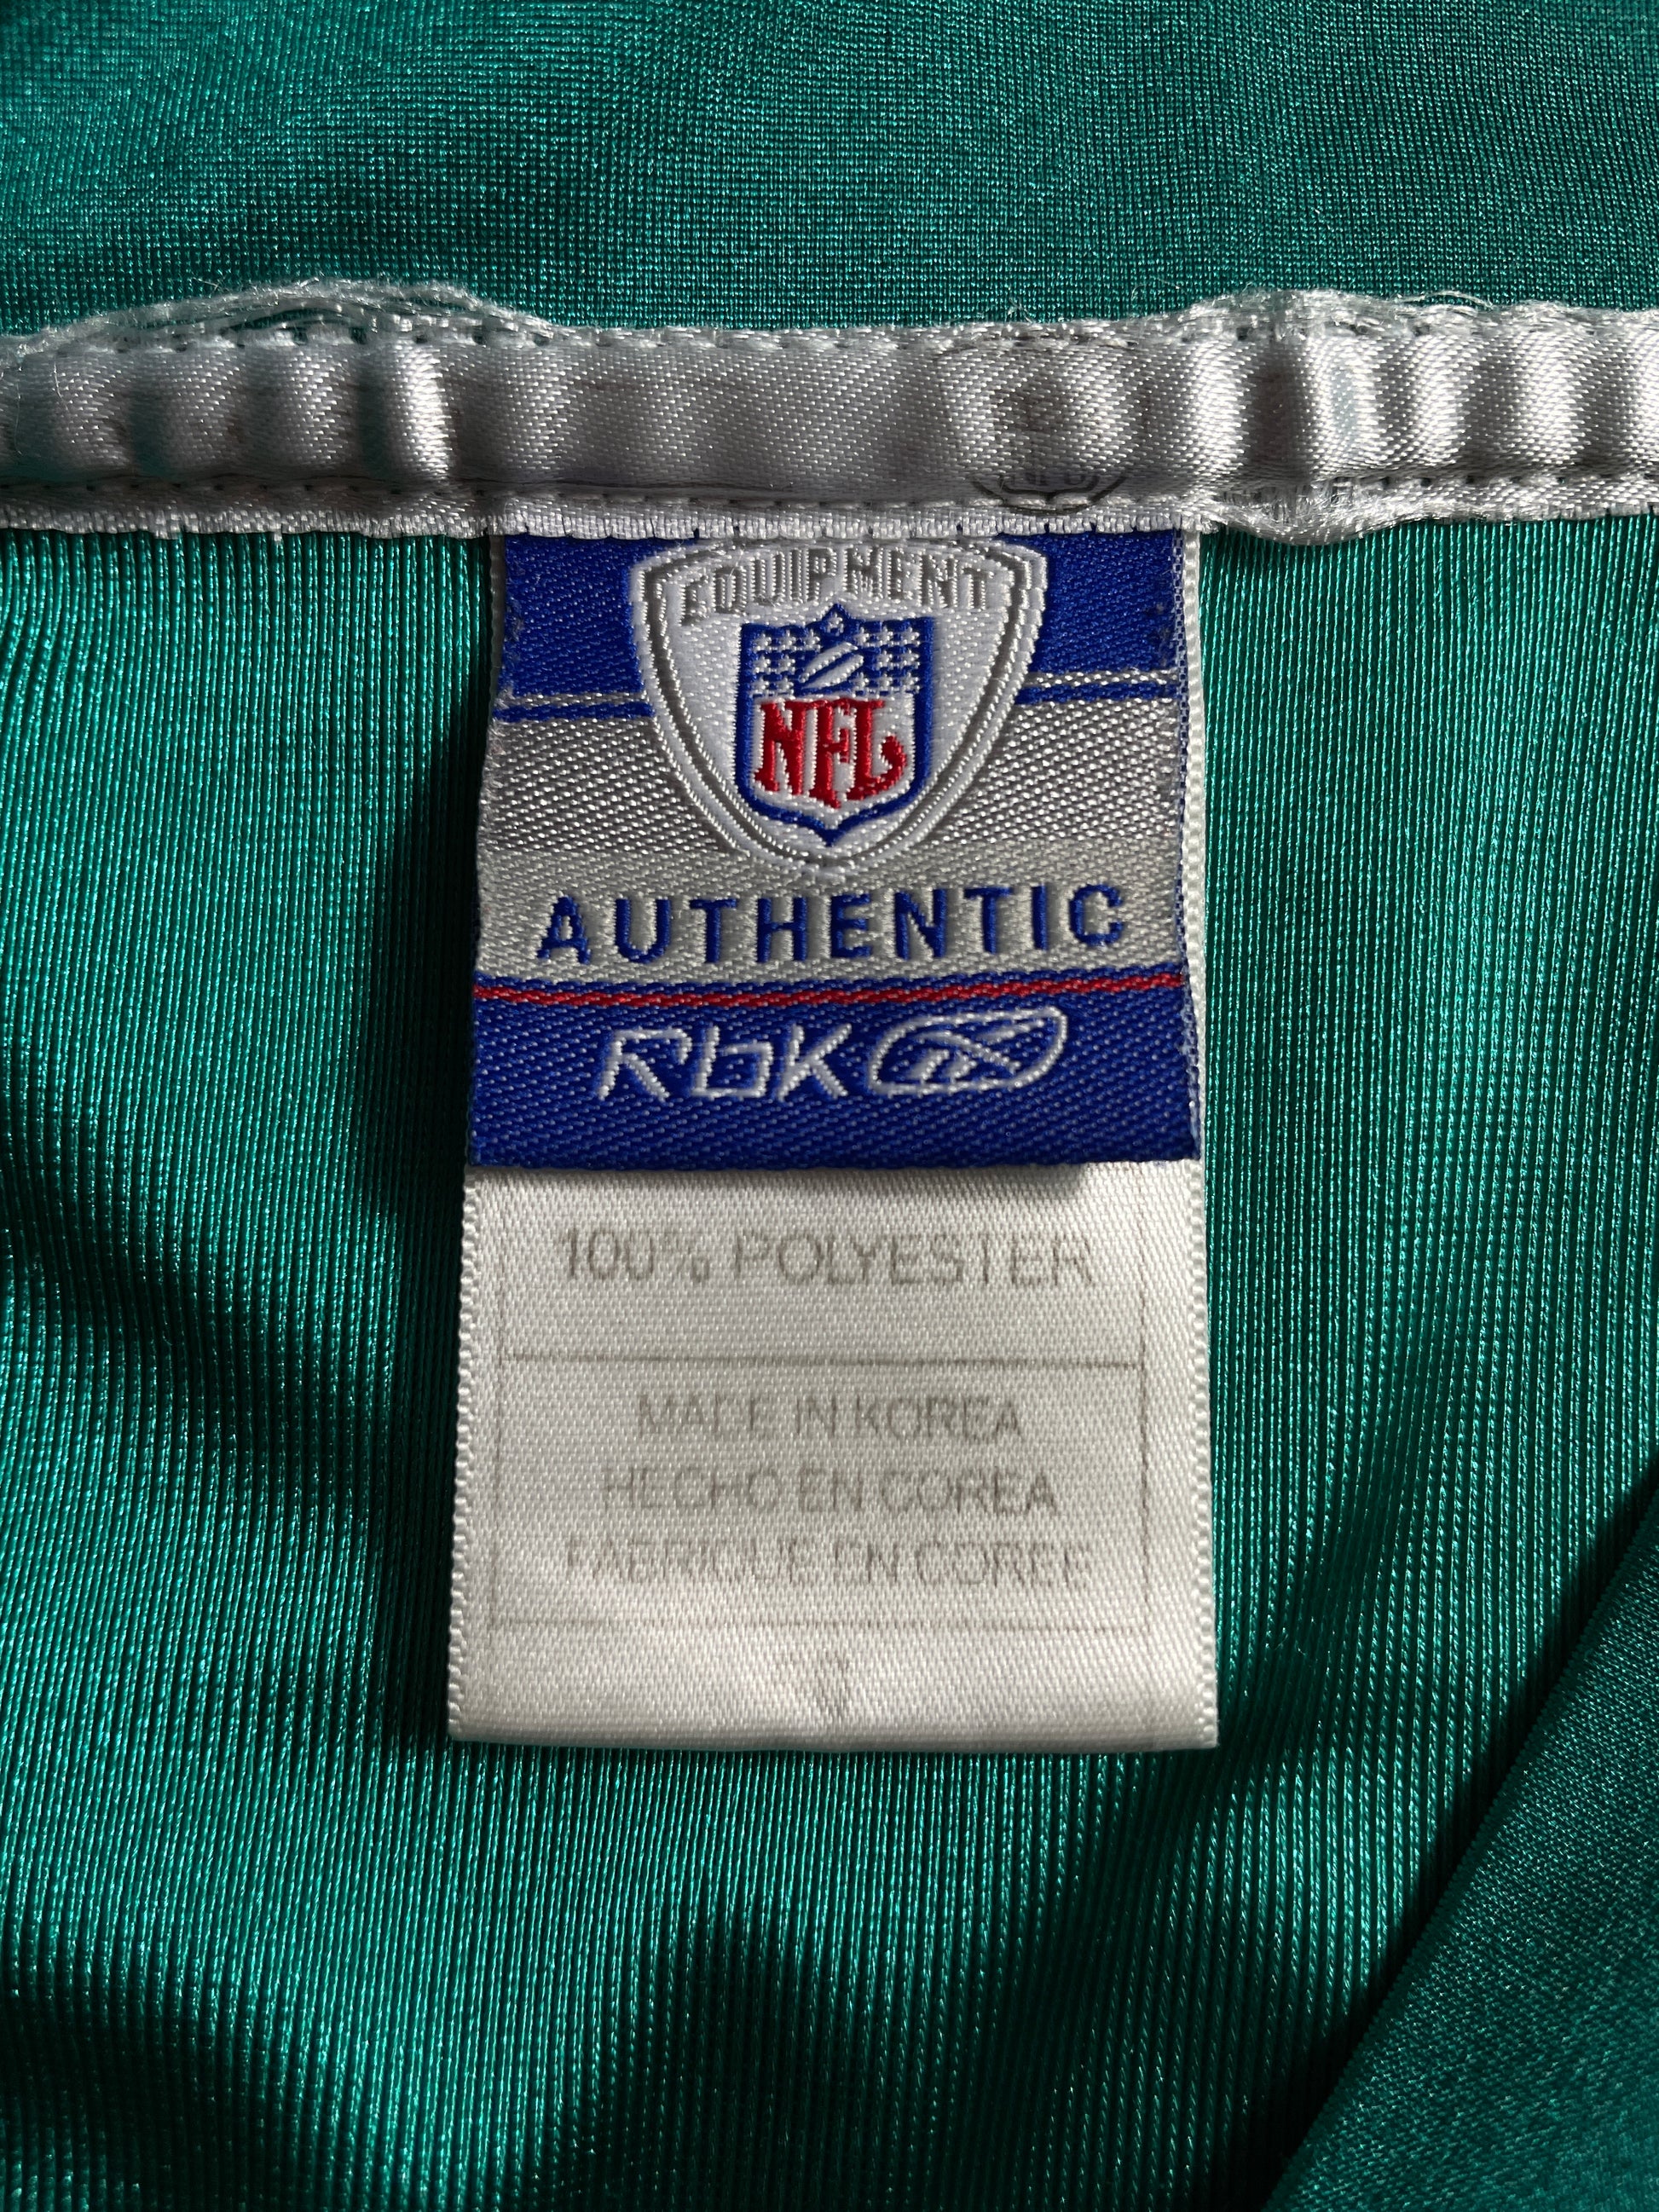 EQUIPMENT
NFL
AUTHENTIC
RbK
100% POLYESTER
MADE IN KOREA
HECHO EN COREA
FABRIQUE EN COREE